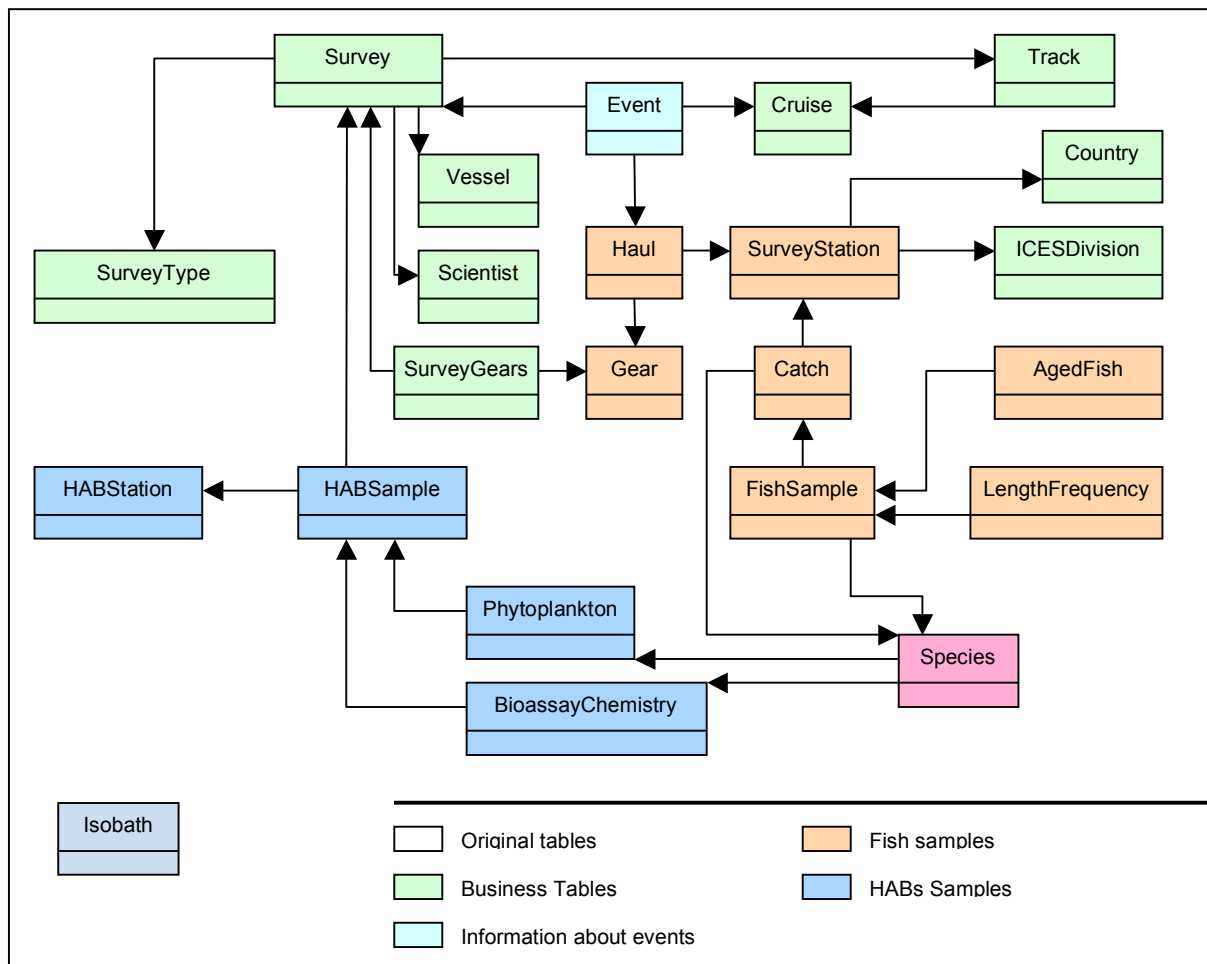 Survey
Track
Event
Cruise
Country
Vessel
Haul
SurveyStation
ICESDivision
SurveyType
Scientist
SurveyGears
Gear
Catch
AgedFish
HABStation
HABSample
FishSample
LengthFrequency
Phytoplankton
Species
BioassayChemistry
Isobath
Original tables
Fish samples
Business Tables
HABs Samples
Information about events